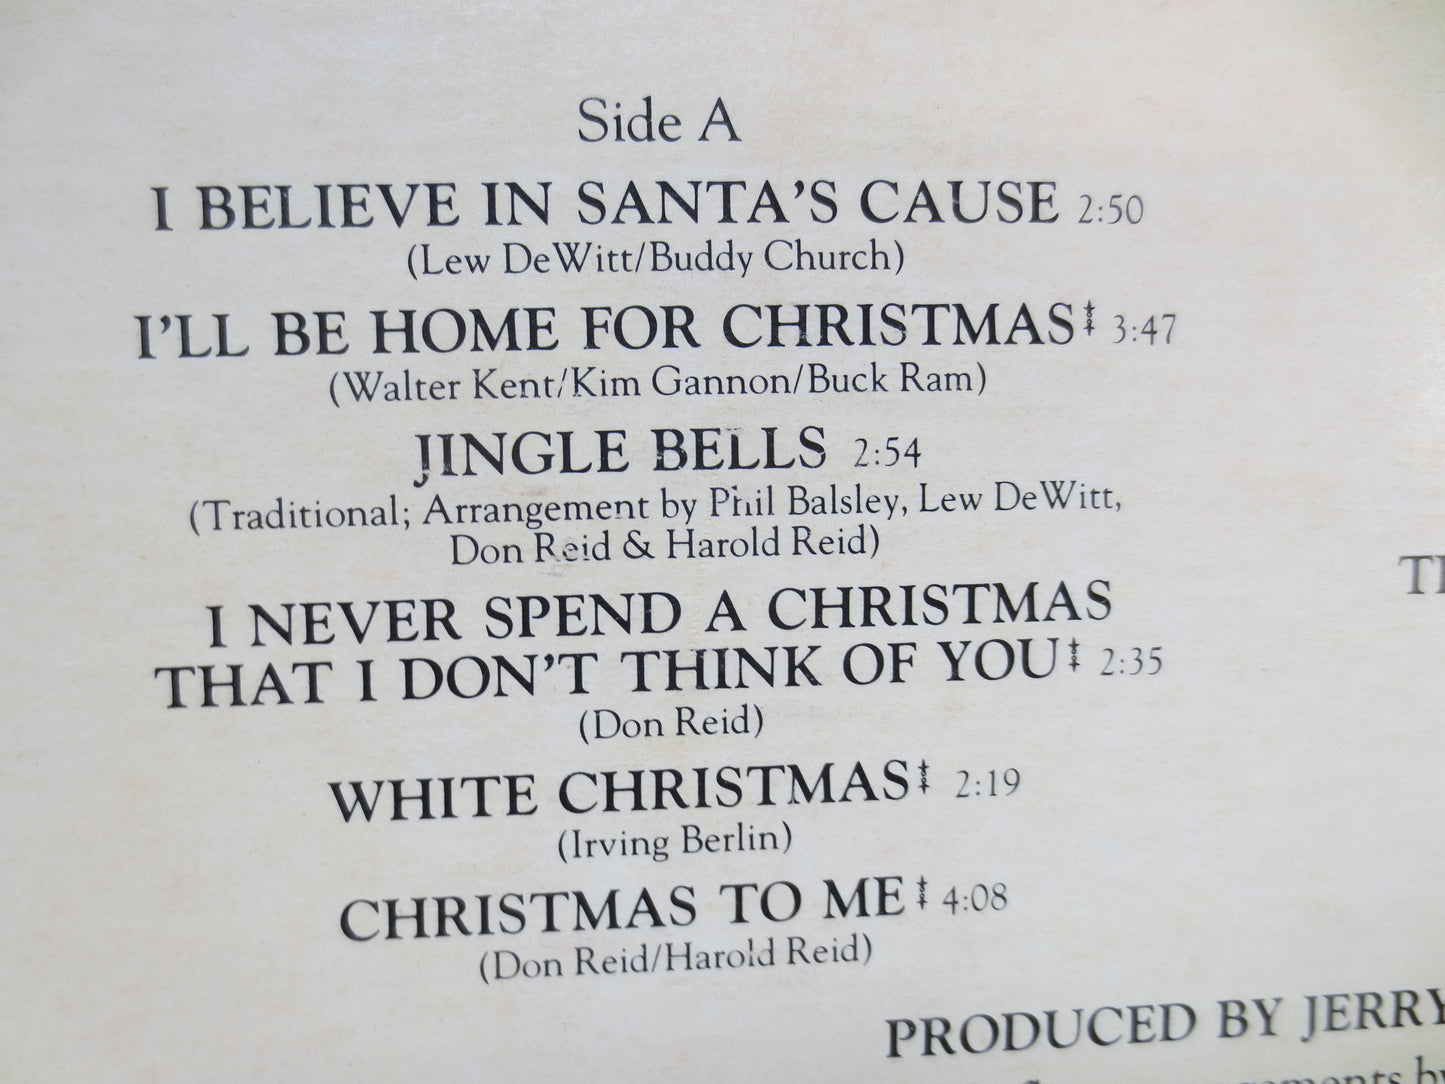 Side A
I BELIEVE IN SANTA'S CAUSE 2:50
(Lew DeWitt/Buddy Church)
I'LL BE HOME FOR CHRISTMAS‡ 3:47
(Walter Kent/Kim Gannon/Buck Ram)
JINGLE BELLS 2:54
(Traditional; Arrangement by Phil Balsley, Lew DeWitt,
Don Reid & Harold Reid)
I NEVER SPEND A CHRISTMAS
THAT I DON'T THINK OF YOU‡ 2:35
(Don Reid)
WHITE CHRISTMAS‡ 2:19
(Irving Berlin)
CHRISTMAS TO ME‡ 4:08
(Don Reid/Harold Reid)
PRODUCED BY JERRY